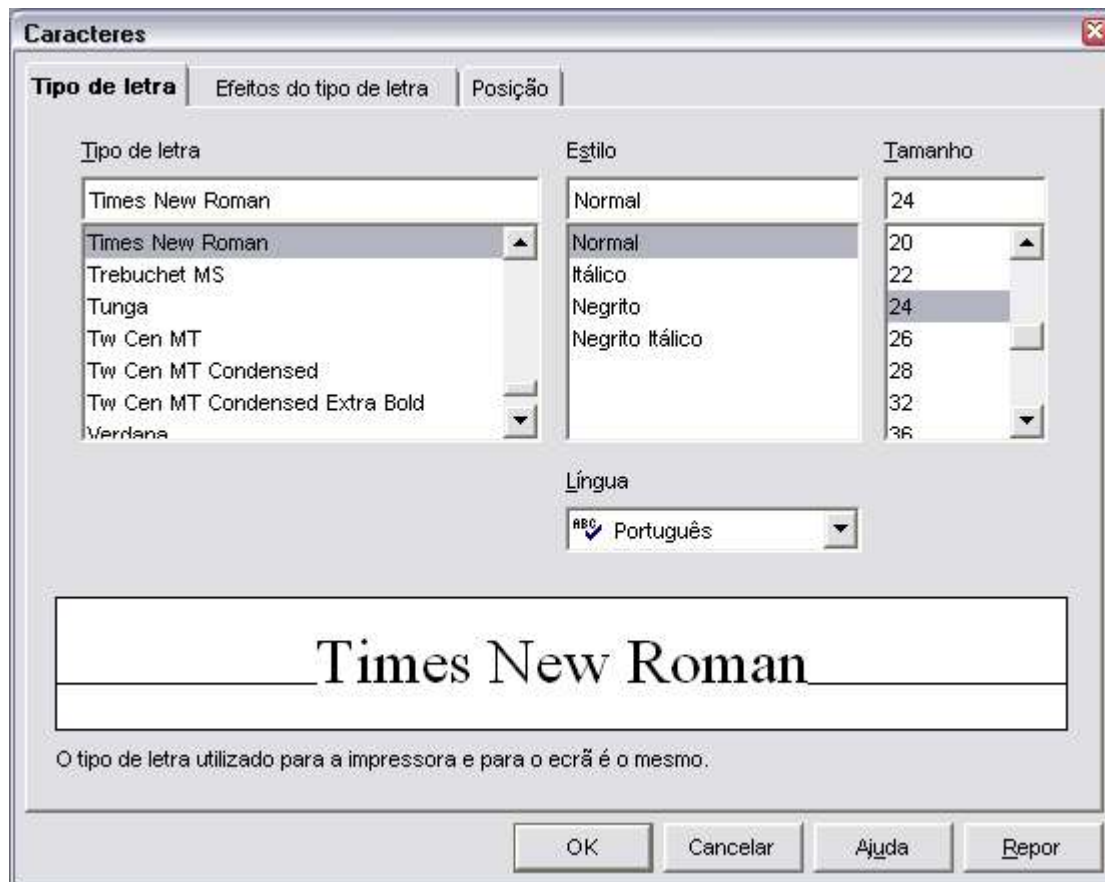 Caracteres
Tipo de letra Efeitos do tipo de letra Posição
Tipo de letra Estilo Tamanho
Times New Roman Normal 24
Times New Roman Normal 20
Trebuchet MS Itálico 22
Tunga Negrito 24
Tw Cen MT Negrito Itálico 26
Tw Cen MT Condensed 28
Tw Cen MT Condensed Extra Bold 32
Verdana 36
Língua
ABC Português
Times New Roman
O tipo de letra utilizado para a impressora e para o ecrã é o mesmo.
OK Cancelar Ajuda Repor